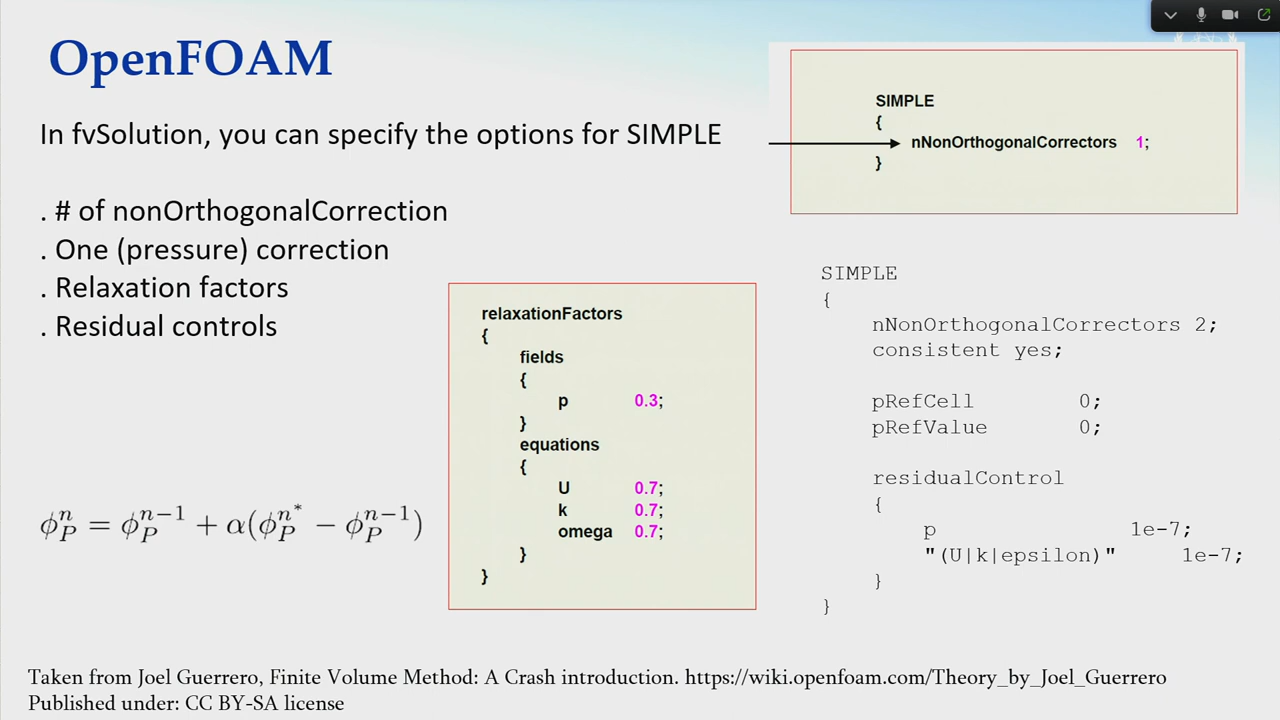 OpenFOAM
In fvSolution, you can specify the options for SIMPLE
. # of nonOrthogonalCorrection
. One (pressure) correction
. Relaxation factors
. Residual controls
SIMPLE
{
nNonOrthogonalCorrectors 1;
}
relaxationFactors
{
fields
{
p 0.3;
}
equations
{
U 0.7;
k 0.7;
omega 0.7;
}
}
SIMPLE
{
nNonOrthogonalCorrectors 2;
consistent yes;
pRefCell 0;
pRefValue 0;
residualControl
{
p 1e-7;
"(U|k|epsilon)" 1e-7;
}
}
ϕ_P^n = ϕ_P^{n−1} + α(ϕ_P^{n*} − ϕ_P^{n−1})
Taken from Joel Guerrero, Finite Volume Method: A Crash introduction. https://wiki.openfoam.com/Theory_by_Joel_Guerrero
Published under: CC BY-SA license